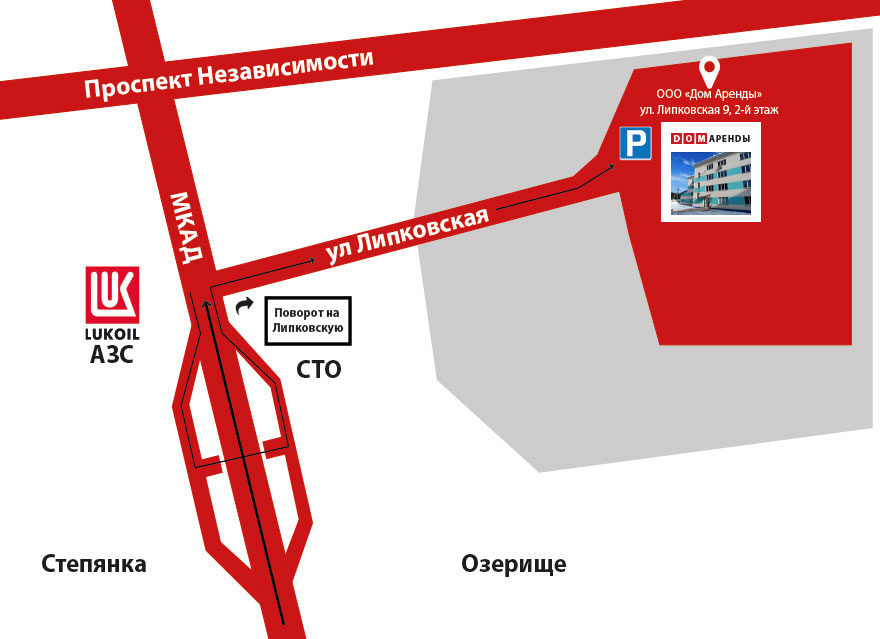 Проспект Независимости
ООО «Дом Аренды»
ул. Липковская 9, 2-й этаж
P
ДОМ АРЕНДЫ
МКАД
ул Липковская
LUK
LUKOIL
АЗС
Поворот на
Липковскую
СТО
Степянка
Озерище